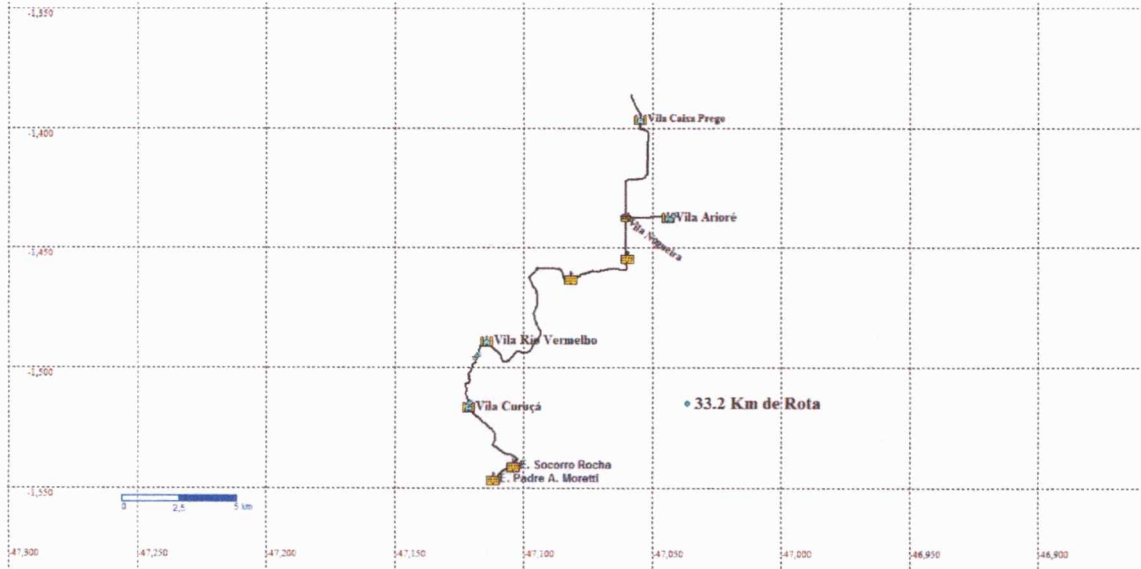 -1,350
Vila Caixa Prego
-1,400
Vila Arioré
Vila Nogueira
-1,450
Vila Rio Vermelho
-1,500
33.2 Km de Rota
Vila Curuçá
E. Socorro Rocha
E. Padre A. Moretti
-1,550
0 2,5 5 km
-47,300 -47,250 -47,200 -47,150 -47,100 -47,050 -47,000 -46,950 -46,900